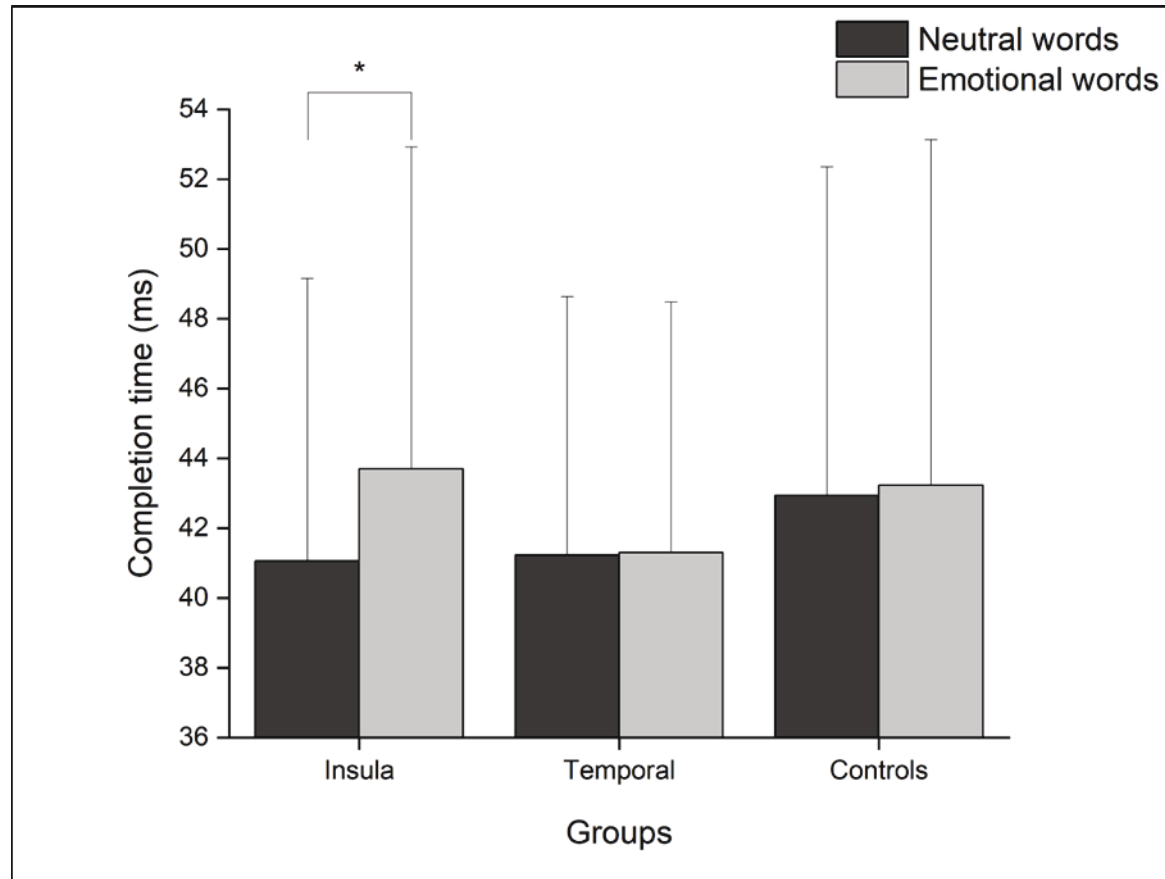 Neutral words
Emotional words
*
54
52
50
48
46
44
42
40
38
36
Completion time (ms)
Insula
Temporal
Controls
Groups